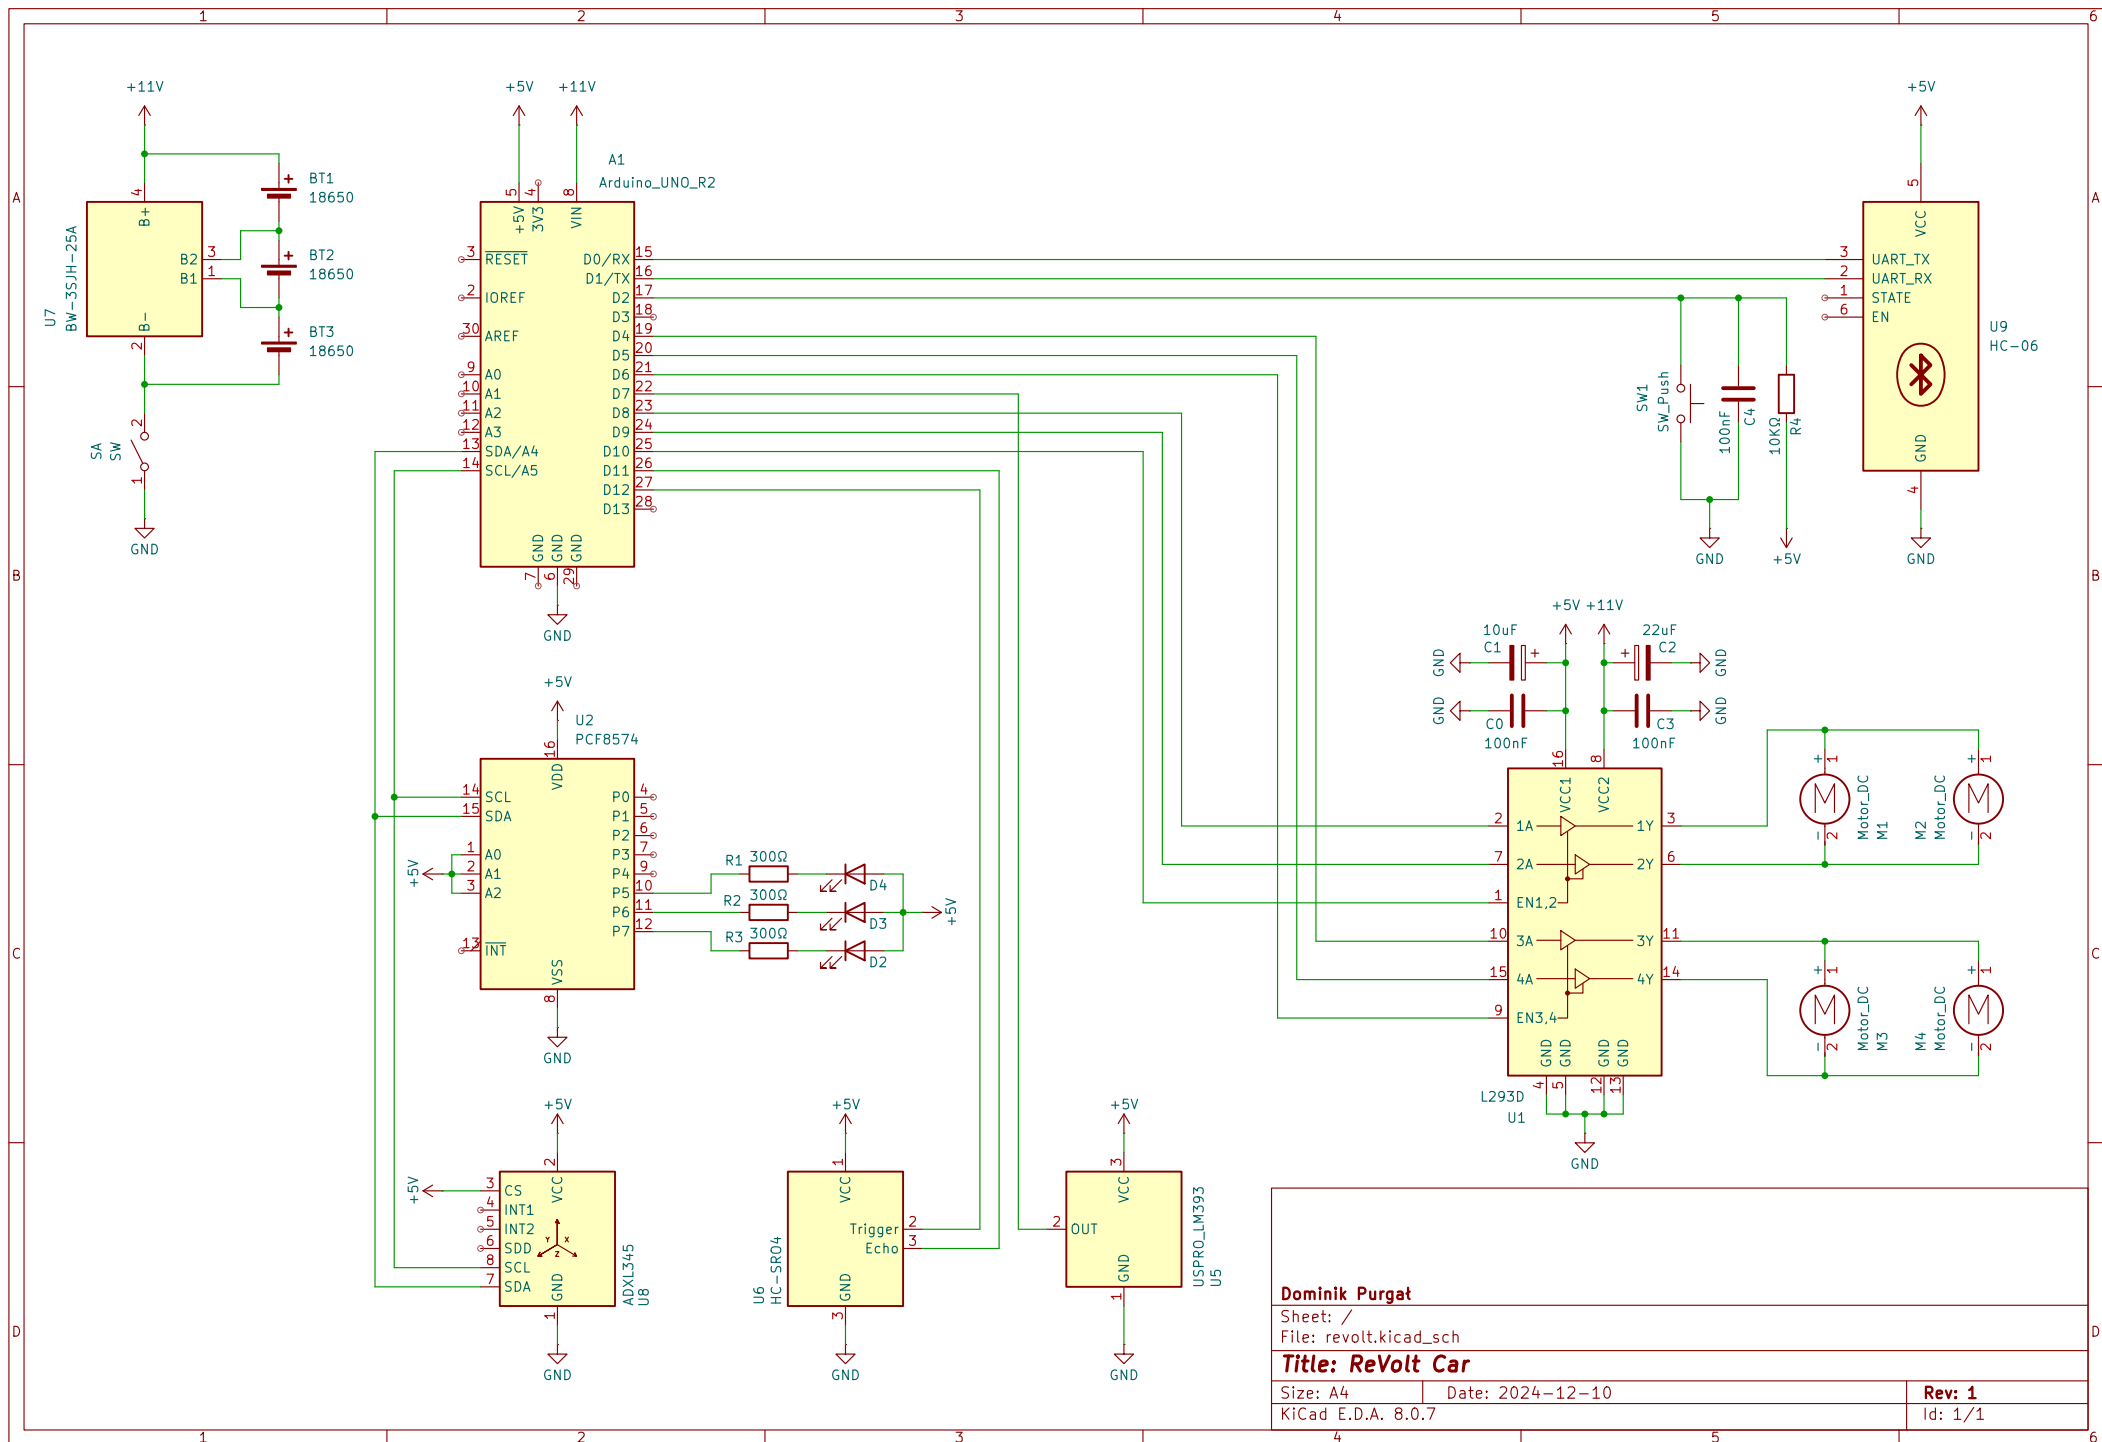 1 2 3 4 5 6
A
B
C
D
A
B
C
D
1 2 3 4 5 6
+11V
4
B+
B2 3
B1 1
B-
2
U7
BW-3SJH-25A
BT1
18650
BT2
18650
BT3
18650
+
+
+
SA
SW
2
1
GND
+5V
+11V
A1
Arduino_UNO_R2
5 4 8
+5V 3V3 VIN
3 RESET
2 IOREF
30 AREF
9 A0
10 A1
11 A2
12 A3
13 SDA/A4
14 SCL/A5
D0/RX 15
D1/TX 16
D2 17
D3 18
D4 19
D5 20
D6 21
D7 22
D8 23
D9 24
D10 25
D11 26
D12 27
D13 28
GND GND GND
7 6 29
GND
+5V
U2
PCF8574
16
VDD
14 SCL
15 SDA
1 A0
2 A1
3 A2
13 INT
+5V
P0 4
P1 5
P2 6
P3 7
P4 9
P5 10
P6 11
P7 12
VSS
8
GND
R1 300Ω
D4
R2 300Ω
D3
R3 300Ω
D2
+5V
+5V
2
VCC
+5V
3 CS
4 INT1
5 INT2
6 SDD
8 SCL
7 SDA
Y X
Z
GND
1
GND
ADXL345
U8
+5V
1
VCC
Trigger 2
Echo 3
GND
3
GND
U6
HC-SR04
+5V
3
VCC
2 OUT
GND
1
GND
USPRO_LM393
U5
SW1
SW_Push
100nF
C4
10KΩ
R4
GND
+5V
+5V
5
VCC
3 UART_TX
2 UART_RX
1 STATE
6 EN
GND
4
GND
U9
HC-06
+5V +11V
10uF
C1
+
GND
22uF
C2
+
GND
C0
100nF
GND
C3
100nF
GND
16 8
VCC1 VCC2
2 1A 1Y 3
7 2A 2Y 6
1 EN1,2
10 3A 3Y 11
15 4A 4Y 14
9 EN3,4
GND GND GND GND
4 5 12 13
L293D
U1
GND
+ 1
M
- 2
Motor_DC
M1
+ 1
M
- 2
M2
Motor_DC
+ 1
M
- 2
Motor_DC
M3
+ 1
M
- 2
M4
Motor_DC
Dominik Purgat
Sheet: /
File: revolt.kicad_sch
Title: ReVolt Car
Size: A4 Date: 2024-12-10 Rev: 1
KiCad E.D.A. 8.0.7 Id: 1/1